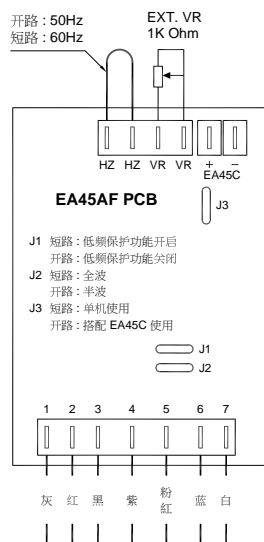 开路 : 50Hz
短路 : 60Hz
EXT. VR
1K Ohm
HZ HZ VR VR
+ −
EA45C
EA45AF PCB
J3
J1 短路 : 低频保护功能开启
开路 : 低频保护功能关闭
J2 短路 : 全波
开路 : 半波
J3 短路 : 单机使用
开路 : 搭配 EA45C 使用
J1
J2
1 2 3 4 5 6 7
灰 红 黑 紫 粉紅 蓝 白